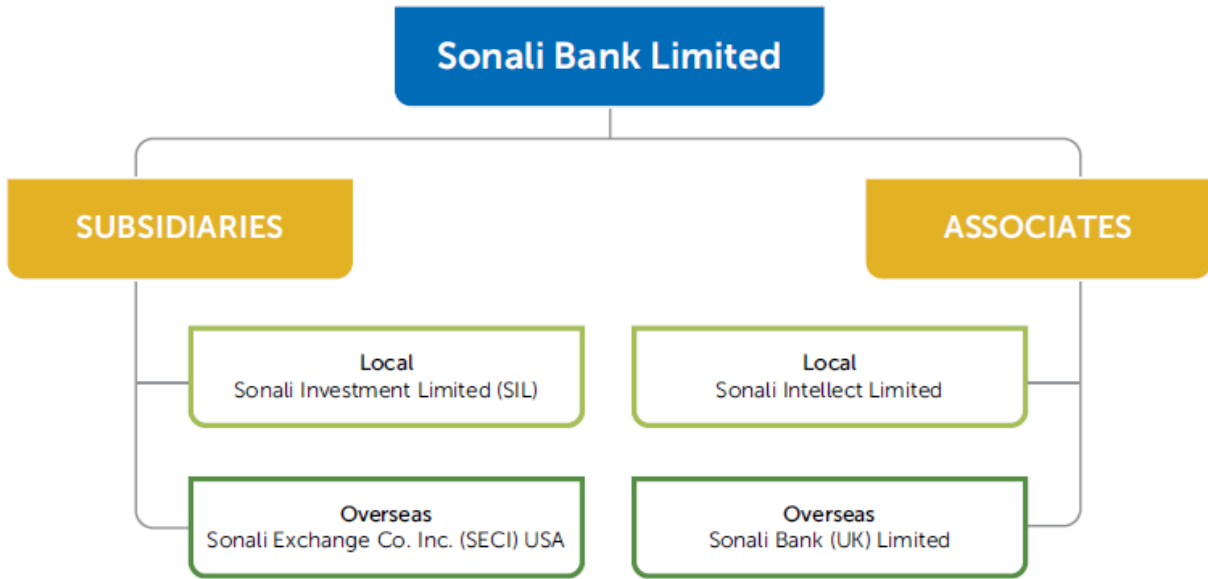 Sonali Bank Limited
SUBSIDIARIES
ASSOCIATES
Local
Sonali Investment Limited (SIL)
Local
Sonali Intellect Limited
Overseas
Sonali Exchange Co. Inc. (SECI) USA
Overseas
Sonali Bank (UK) Limited